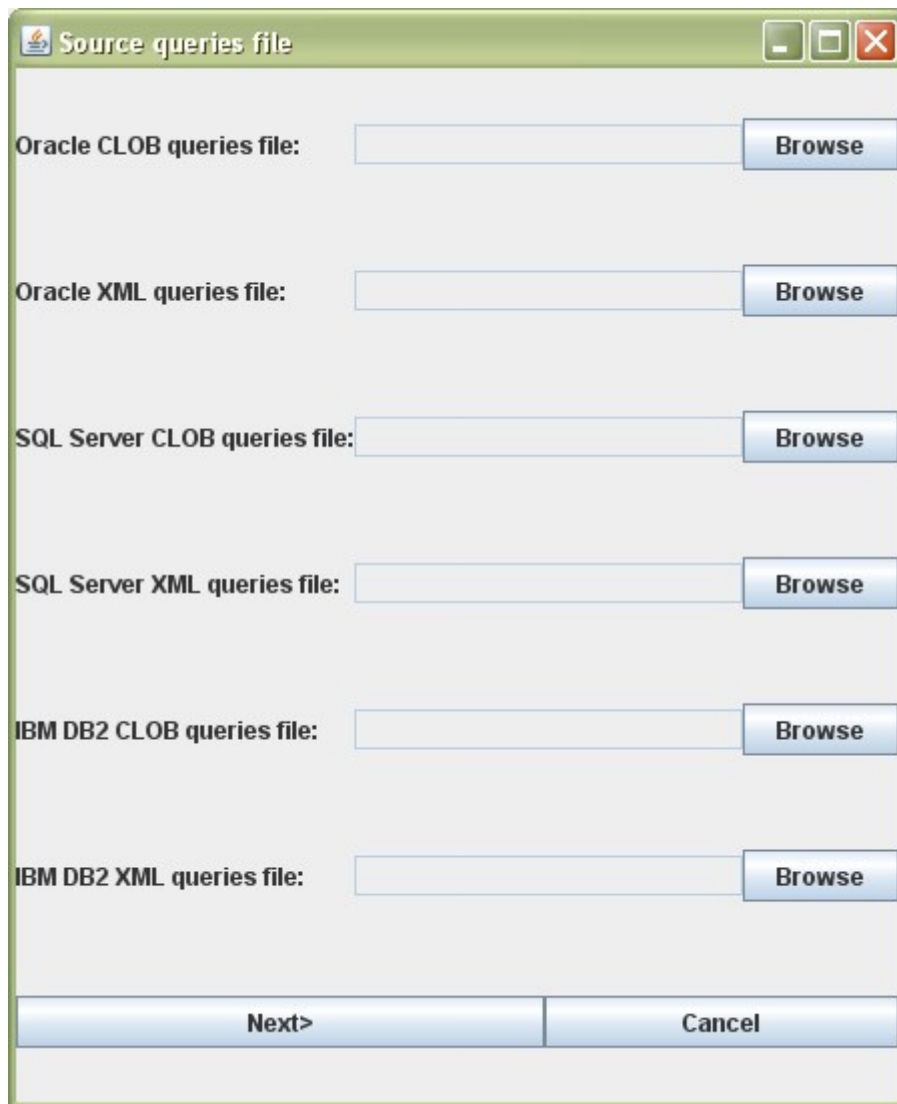 Source queries file
Oracle CLOB queries file: Browse
Oracle XML queries file: Browse
SQL Server CLOB queries file: Browse
SQL Server XML queries file: Browse
IBM DB2 CLOB queries file: Browse
IBM DB2 XML queries file: Browse
Next> Cancel